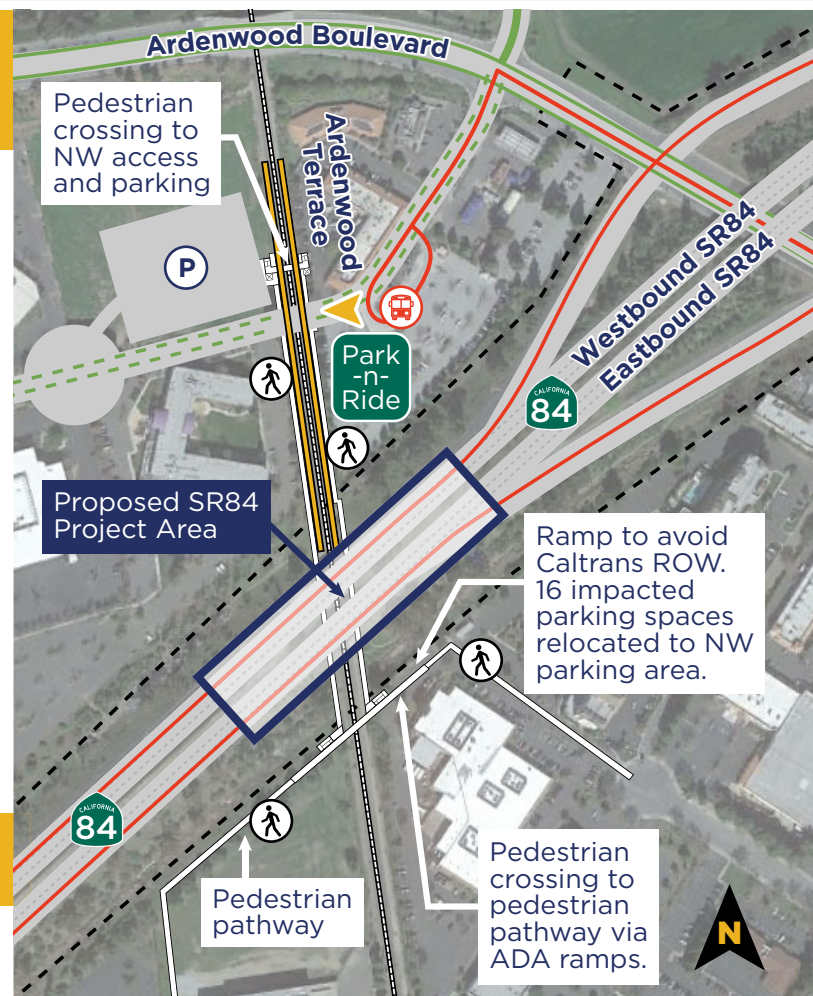 Ardenwood Boulevard
Pedestrian
crossing to
NW access
and parking
Ardenwood
Terrace
P
Westbound SR84
Eastbound SR84
Park
-n-
Ride
CALIFORNIA
84
Proposed SR84
Project Area
Ramp to avoid
Caltrans ROW.
16 impacted
parking spaces
relocated to NW
parking area.
CALIFORNIA
84
Pedestrian
pathway
Pedestrian
crossing to
pedestrian
pathway via
ADA ramps.
N